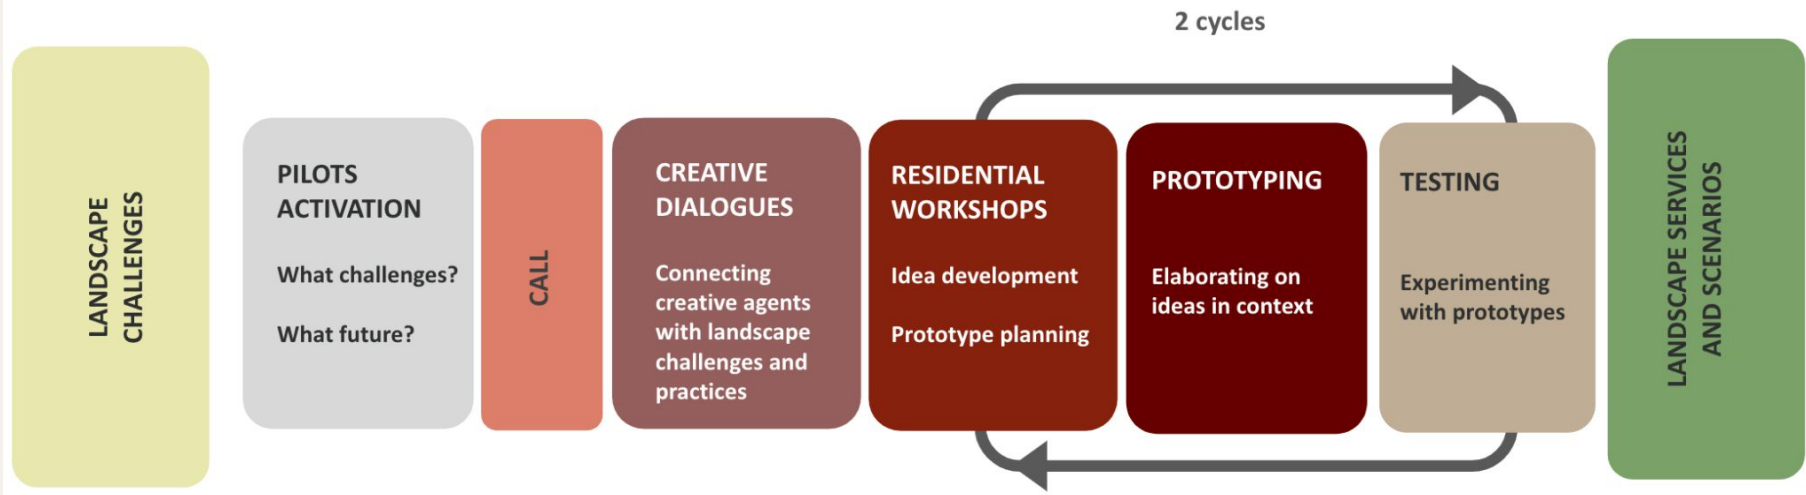 2 cycles
LANDSCAPE
CHALLENGES
PILOTS
ACTIVATION
What challenges?
What future?
CALL
CREATIVE
DIALOGUES
Connecting
creative agents
with landscape
challenges and
practices
RESIDENTIAL
WORKSHOPS
Idea development
Prototype planning
PROTOTYPING
Elaborating on
ideas in context
TESTING
Experimenting
with prototypes
LANDSCAPE SERVICES
AND SCENARIOS